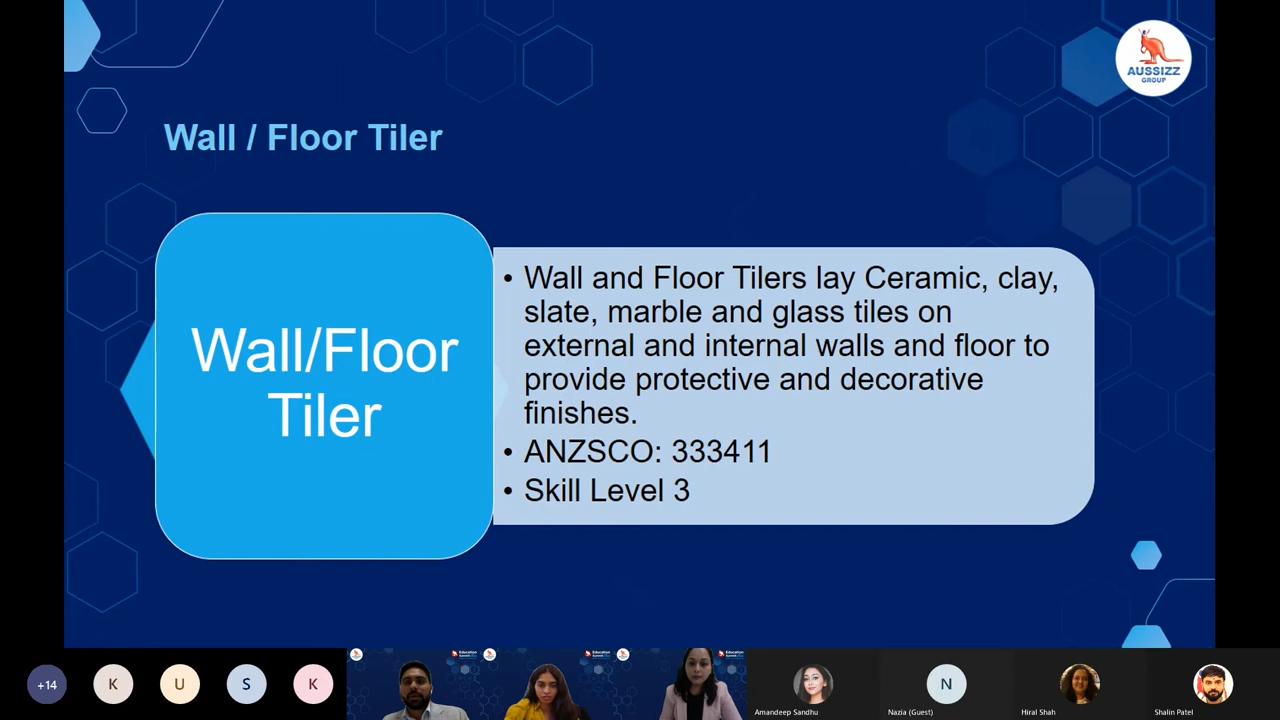 AUSSIZZ
GROUP
Wall / Floor Tiler
Wall/Floor
Tiler
• Wall and Floor Tilers lay Ceramic, clay,
slate, marble and glass tiles on
external and internal walls and floor to
provide protective and decorative
finishes.
• ANZSCO: 333411
• Skill Level 3
+14
K
U
S
K
N
Amandeep Sandhu
Nazia (Guest)
Hiral Shah
Shalin Patel